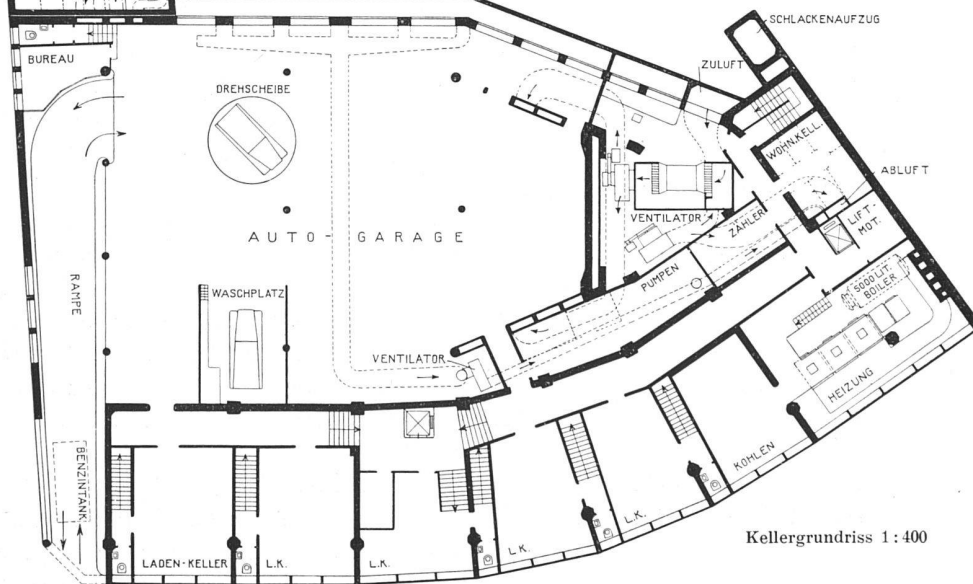 SCHLACKENAUFZUG
BUREAU
ZULUFT
DREHSCHEIBE
WOHN.KELL.
ABLUFT
VENTILATOR
ZÄHLER
LIFT-
MOT.
AUTO-GARAGE
PUMPEN
5000 LIT.
BOILER
RAMPE
WASCHPLATZ
VENTILATOR
HEIZUNG
KOHLEN
BENZINTANK
LADEN-KELLER
L.K.
L.K.
L.K.
L.K.
Kellergrundriss 1:400